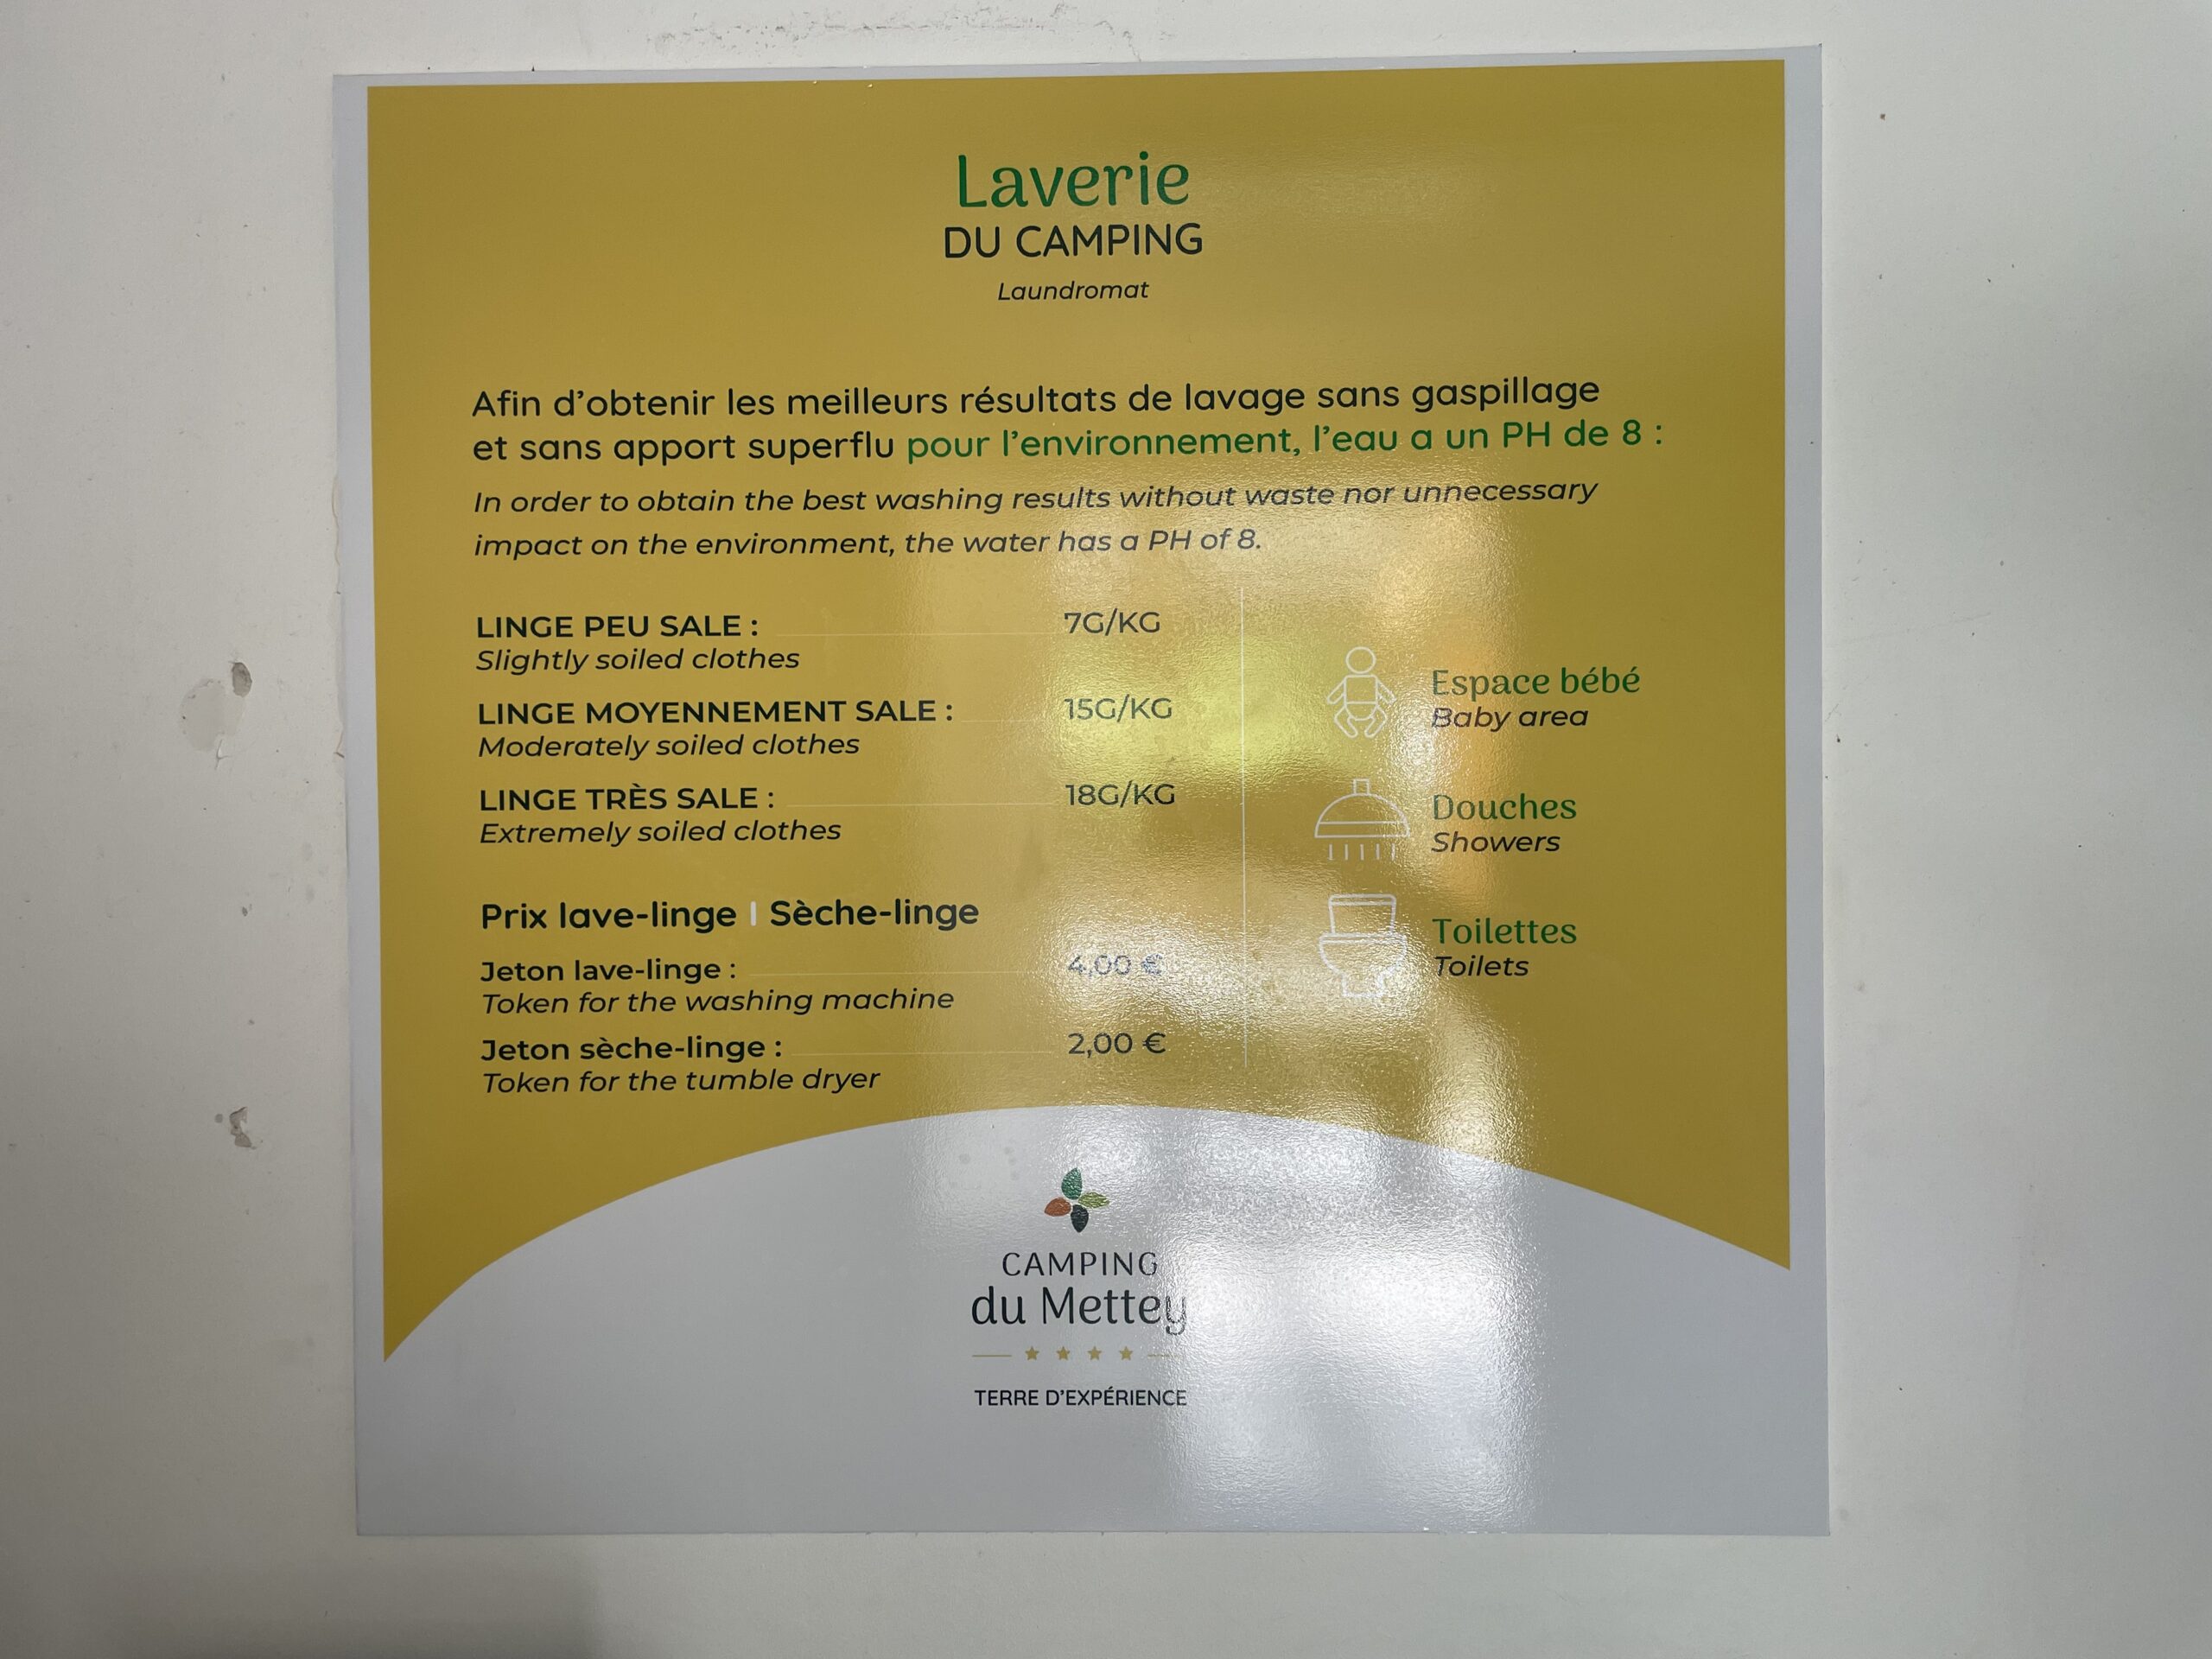 Laverie
DU CAMPING
Laundromat
Afin d'obtenir les meilleurs résultats de lavage sans gaspillage
et sans apport superflu pour l'environnement, l'eau a un PH de 8 :
In order to obtain the best washing results without waste nor unnecessary
impact on the environment, the water has a PH of 8.
LINGE PEU SALE : 7G/KG
Slightly soiled clothes
LINGE MOYENNEMENT SALE : 15G/KG
Moderately soiled clothes
LINGE TRÈS SALE : 18G/KG
Extremely soiled clothes
Prix lave-linge | Sèche-linge
Jeton lave-linge : 4,00 €
Token for the washing machine
Jeton sèche-linge : 2,00 €
Token for the tumble dryer
Espace bébé
Baby area
Douches
Showers
Toilettes
Toilets
CAMPING
du Mettey
TERRE D'EXPÉRIENCE